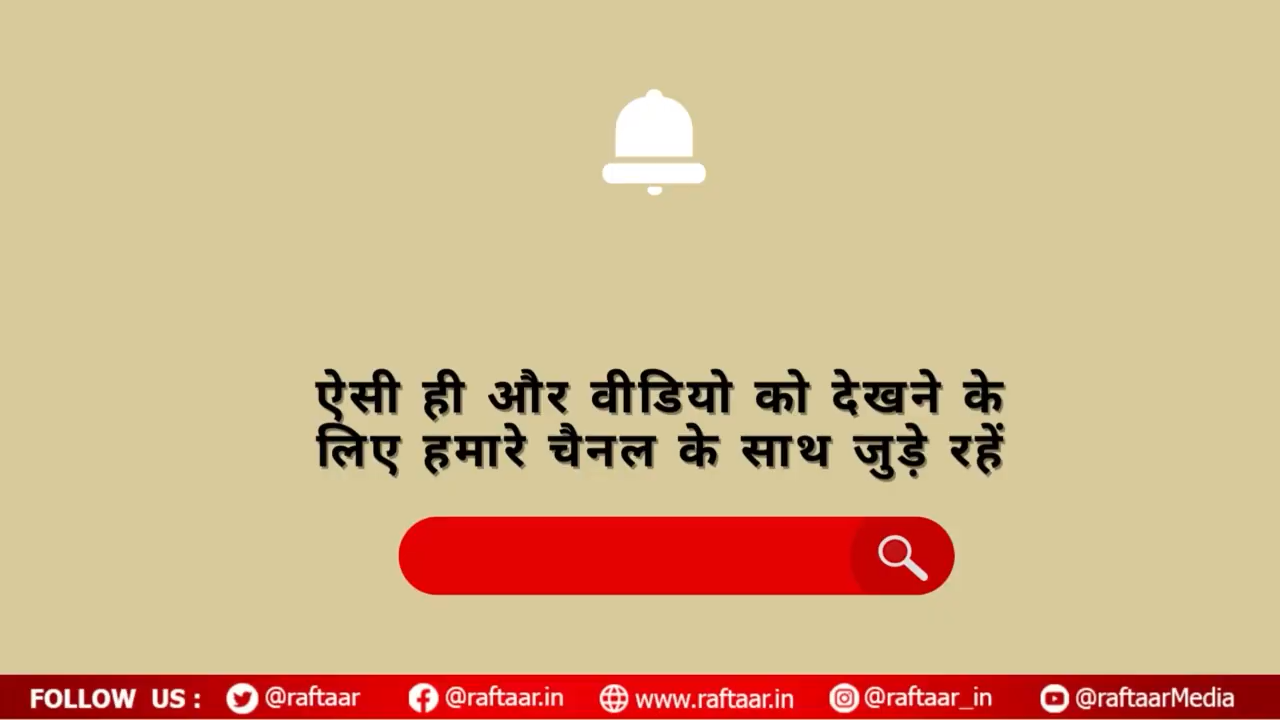 ऐसी ही और वीडियो को देखने के
लिए हमारे चैनल के साथ जुड़े रहें
FOLLOW US : @raftaar @raftaar.in www.raftaar.in @raftaar_in @raftaarMedia